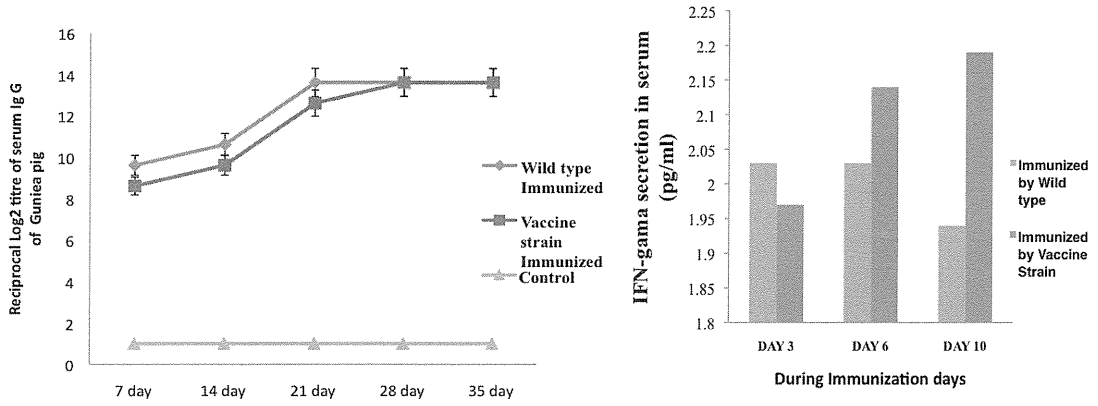 Reciprocal Log2 titre of serum Ig G
of Guniea pig
16
14
12
10
8
6
4
2
0
7 day
14 day
21 day
28 day
35 day
Wild type
Immunized
Vaccine
strain
Immunized
Control
IFN-gama secretion in serum
(pg/ml)
2.25
2.2
2.15
2.1
2.05
2
1.95
1.9
1.85
1.8
DAY 3
DAY 6
DAY 10
During Immunization days
Immunized
by Wild
type
Immunized
by Vaccine
Strain